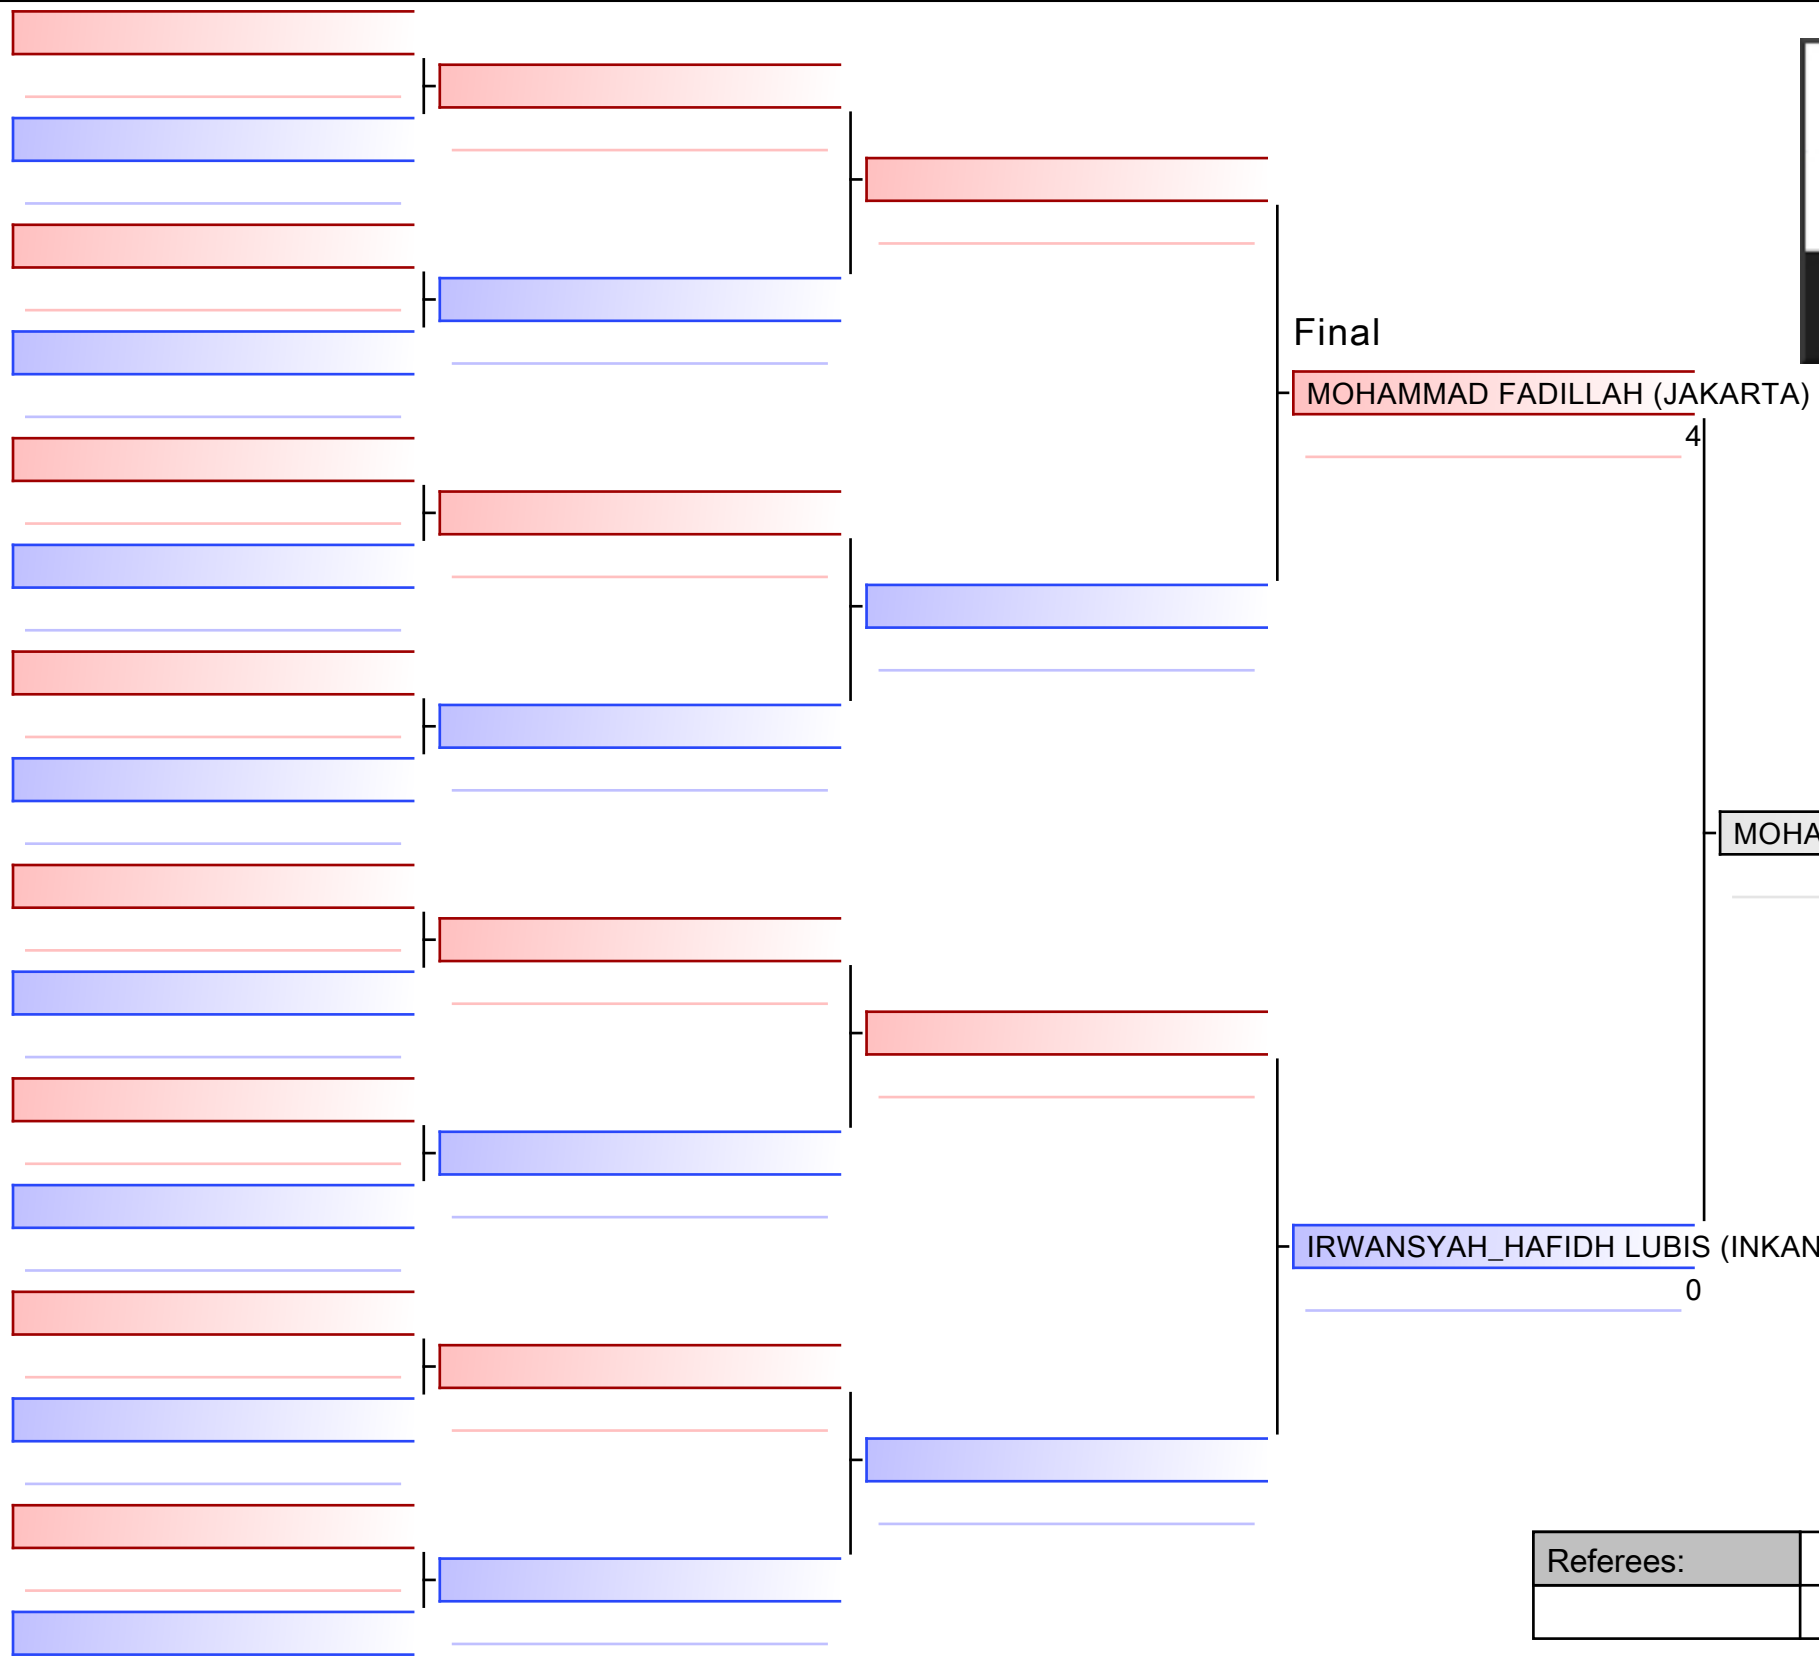 Final
MOHAMMAD FADILLAH (JAKARTA)
4
MOHA
IRWANSYAH_HAFIDH LUBIS (INKAN
0
Referees: